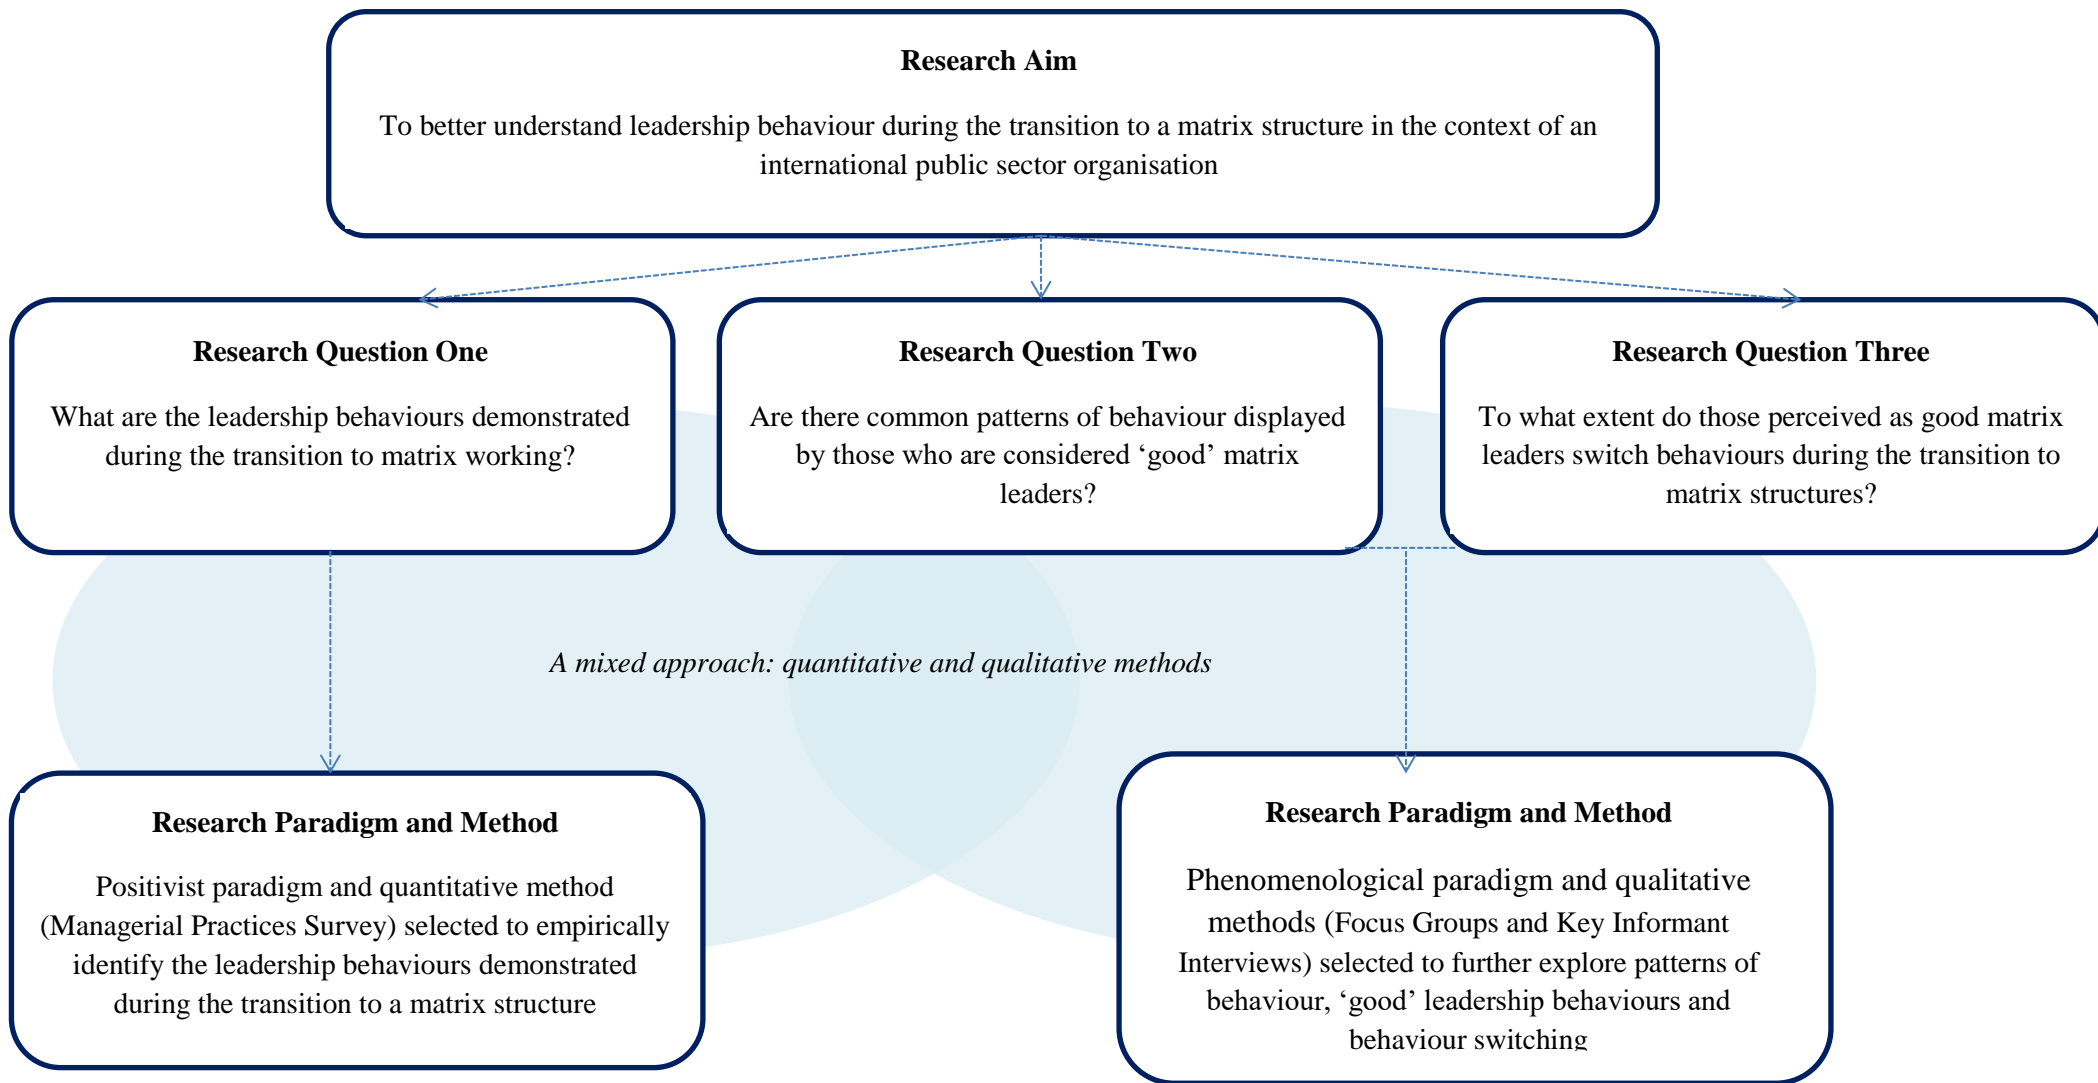 Research Aim
To better understand leadership behaviour during the transition to a matrix structure in the context of an
international public sector organisation
Research Question One
What are the leadership behaviours demonstrated
during the transition to matrix working?
Research Question Two
Are there common patterns of behaviour displayed
by those who are considered ‘good’ matrix
leaders?
Research Question Three
To what extent do those perceived as good matrix
leaders switch behaviours during the transition to
matrix structures?
A mixed approach: quantitative and qualitative methods
Research Paradigm and Method
Positivist paradigm and quantitative method
(Managerial Practices Survey) selected to empirically
identify the leadership behaviours demonstrated
during the transition to a matrix structure
Research Paradigm and Method
Phenomenological paradigm and qualitative
methods (Focus Groups and Key Informant
Interviews) selected to further explore patterns of
behaviour, ‘good’ leadership behaviours and
behaviour switching